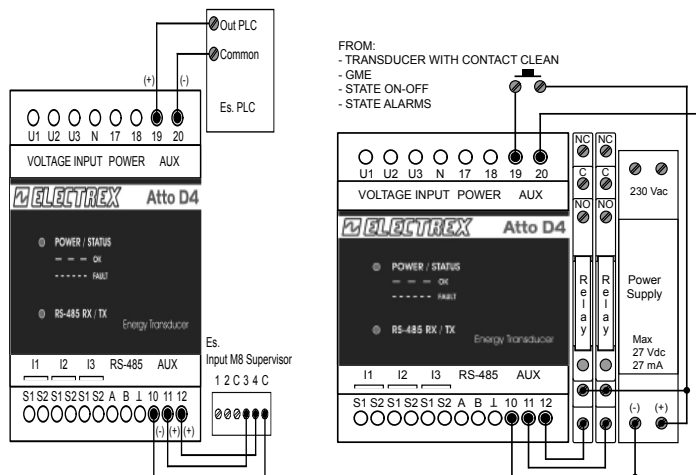 Out PLC
Common
Es. PLC
(+) (-)
U1 U2 U3 N 17 18 19 20
VOLTAGE INPUT POWER AUX
ELECTREX Atto D4
POWER / STATUS
OK
FAULT
RS-485 RX / TX
Energy Transducer
I1 I2 I3 RS-485 AUX
S1 S2 S1 S2 S1 S2 A B ⊥ 10 11 12
(-) (+) (+)
Es.
Input M8 Supervisor
1 2 C 3 4 C
FROM:
- TRANSDUCER WITH CONTACT CLEAN
- GME
- STATE ON-OFF
- STATE ALARMS
U1 U2 U3 N 17 18 19 20
VOLTAGE INPUT POWER AUX
ELECTREX Atto D4
POWER / STATUS
OK
FAULT
RS-485 RX / TX
Energy Transducer
I1 I2 I3 RS-485 AUX
S1 S2 S1 S2 S1 S2 A B ⊥ 10 11 12
NC NC
C C
NO NO
Relay
Relay
230 Vac
Power
Supply
Max
27 Vdc
27 mA
(-) (+)